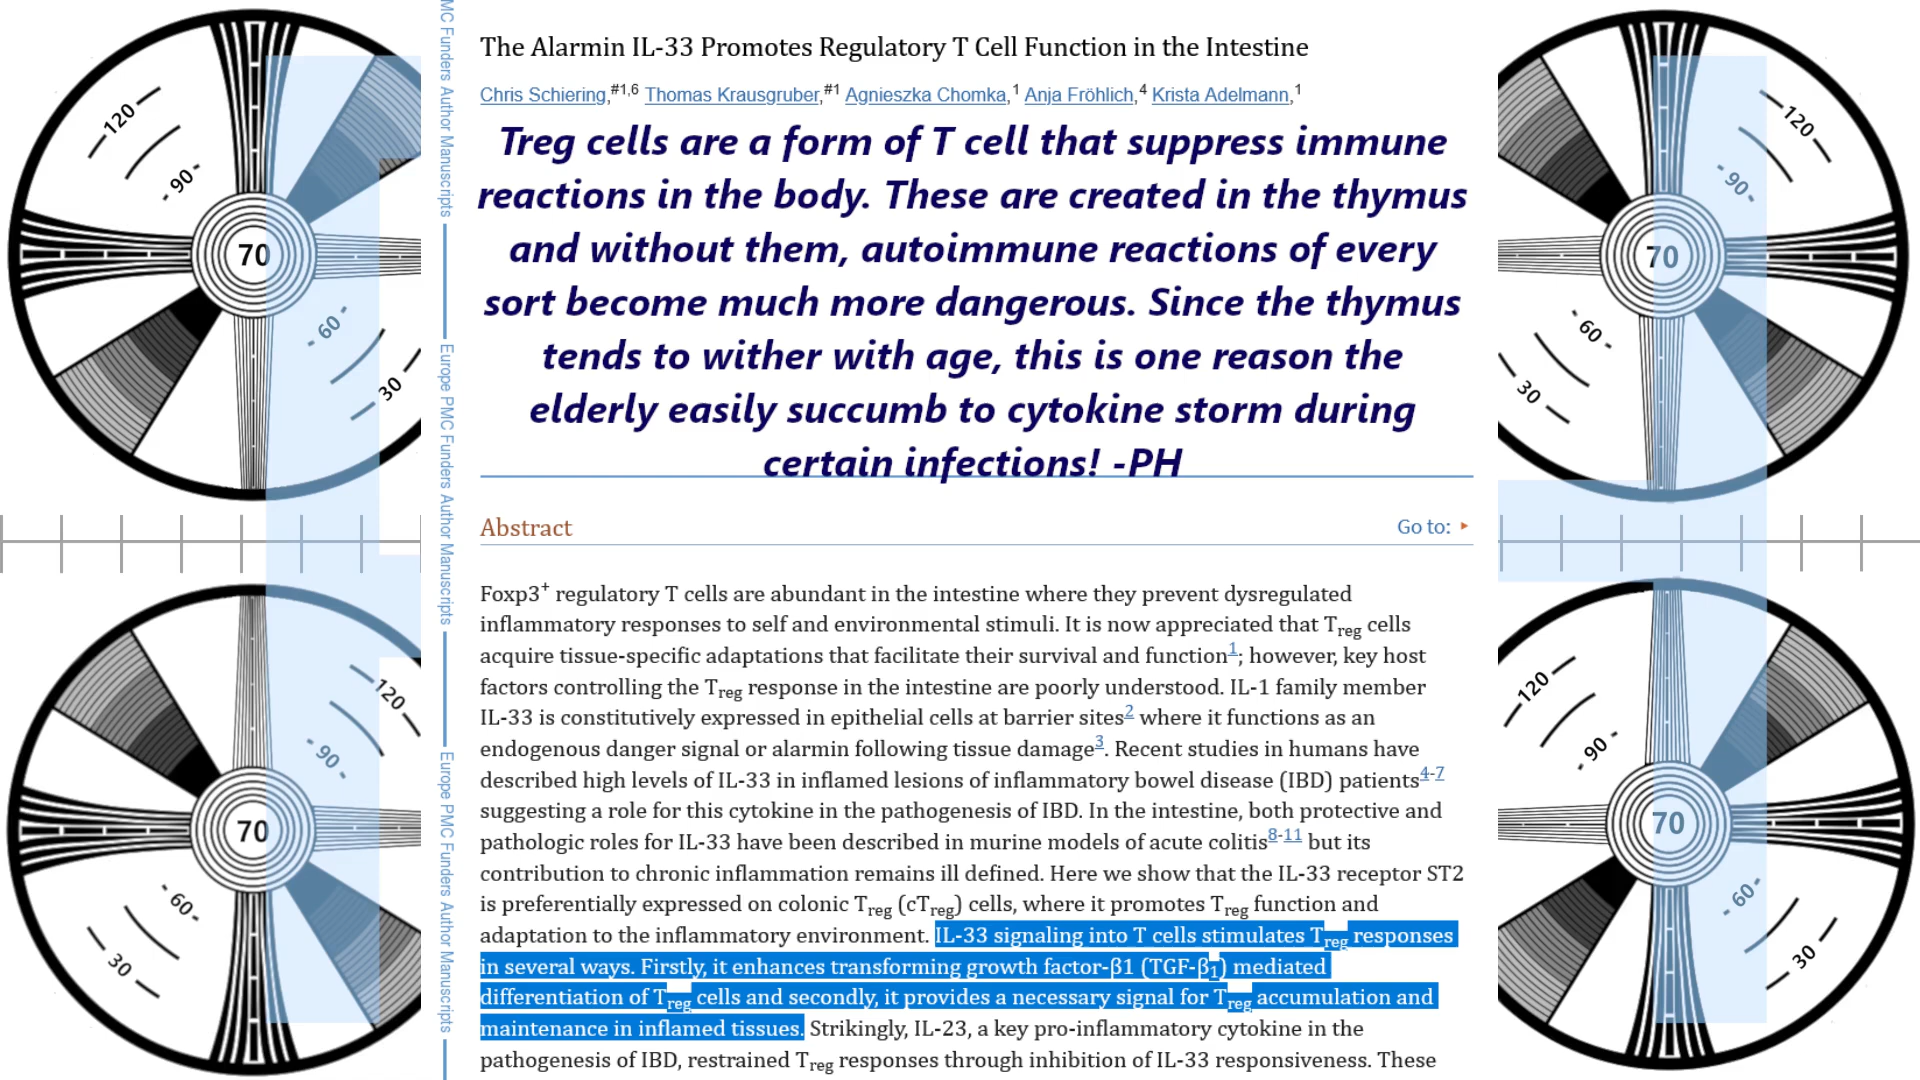 The Alarmin IL-33 Promotes Regulatory T Cell Function in the Intestine
Chris Schiering,#1,6 Thomas Krausgruber,#1 Agnieszka Chomka,1 Anja Fröhlich,4 Krista Adelmann,1
Treg cells are a form of T cell that suppress immune
reactions in the body. These are created in the thymus
and without them, autoimmune reactions of every
sort become much more dangerous. Since the thymus
tends to wither with age, this is one reason the
elderly easily succumb to cytokine storm during
certain infections! -PH
Abstract
Go to:
Foxp3+ regulatory T cells are abundant in the intestine where they prevent dysregulated
inflammatory responses to self and environmental stimuli. It is now appreciated that Treg cells
acquire tissue-specific adaptations that facilitate their survival and function1; however, key host
factors controlling the Treg response in the intestine are poorly understood. IL-1 family member
IL-33 is constitutively expressed in epithelial cells at barrier sites2 where it functions as an
endogenous danger signal or alarmin following tissue damage3. Recent studies in humans have
described high levels of IL-33 in inflamed lesions of inflammatory bowel disease (IBD) patients4-7
suggesting a role for this cytokine in the pathogenesis of IBD. In the intestine, both protective and
pathologic roles for IL-33 have been described in murine models of acute colitis8-11 but its
contribution to chronic inflammation remains ill defined. Here we show that the IL-33 receptor ST2
is preferentially expressed on colonic Treg (cTreg) cells, where it promotes Treg function and
adaptation to the inflammatory environment. IL-33 signaling into T cells stimulates Treg responses
in several ways. Firstly, it enhances transforming growth factor-β1 (TGF-β1) mediated
differentiation of Treg cells and secondly, it provides a necessary signal for Treg accumulation and
maintenance in inflamed tissues. Strikingly, IL-23, a key pro-inflammatory cytokine in the
pathogenesis of IBD, restrained Treg responses through inhibition of IL-33 responsiveness. These
MC Funders Author Manuscripts
Europe PMC Funders Author Manuscripts
Europe PMC Funders Author Manuscripts
120
- 90 -
70
- 60 -
30
120
- 90 -
70
- 60 -
30
120
- 90 -
70
- 60 -
30
120
- 90 -
70
- 60 -
30